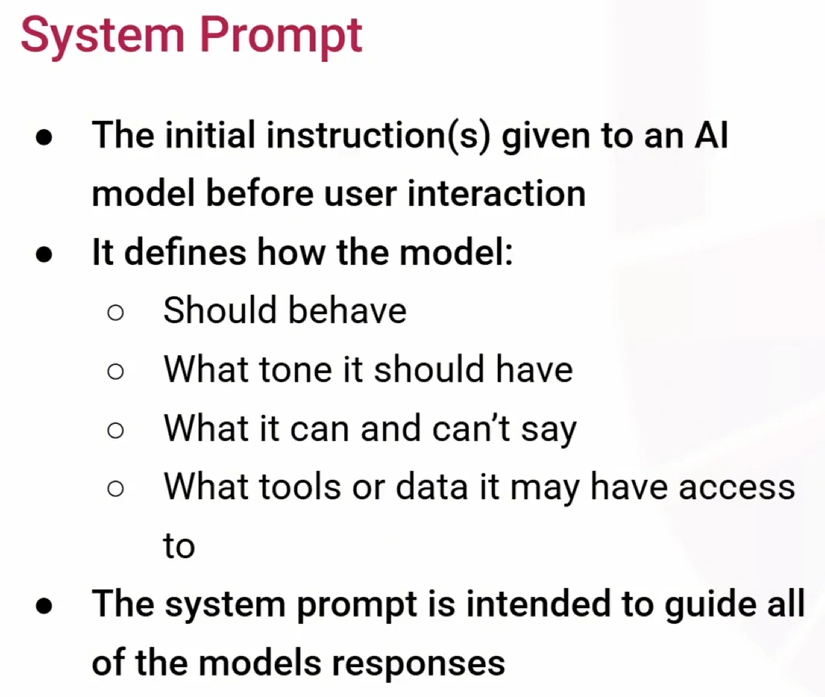 System Prompt
● The initial instruction(s) given to an AI
model before user interaction
● It defines how the model:
○ Should behave
○ What tone it should have
○ What it can and can’t say
○ What tools or data it may have access
to
● The system prompt is intended to guide all
of the models responses